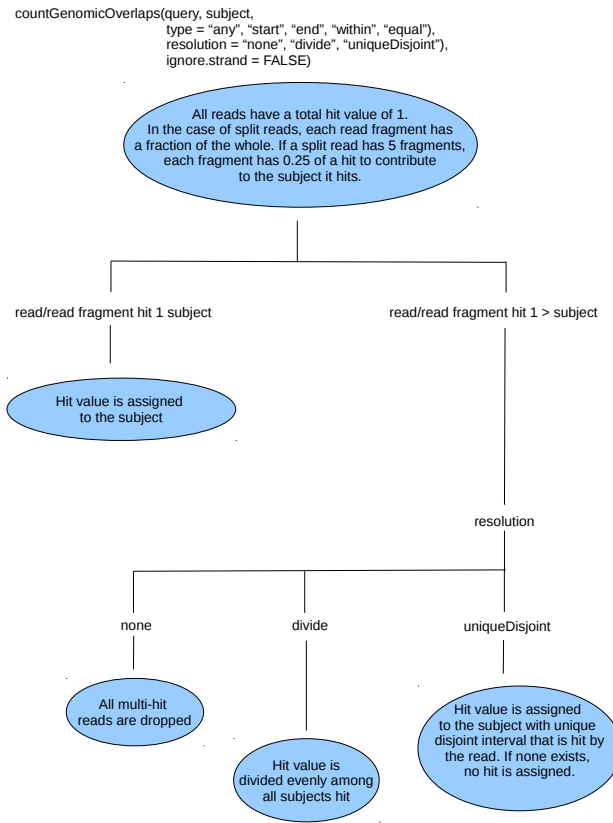 countGenomicOverlaps(query, subject,
type = “any”, “start”, “end”, “within”, “equal”),
resolution = “none”, “divide”, “uniqueDisjoint”),
ignore.strand = FALSE)
All reads have a total hit value of 1.
In the case of split reads, each read fragment has
a fraction of the whole. If a split read has 5 fragments,
each fragment has 0.25 of a hit to contribute
to the subject it hits.
read/read fragment hit 1 subject
read/read fragment hit 1 > subject
Hit value is assigned
to the subject
resolution
none
divide
uniqueDisjoint
All multi-hit
reads are dropped
Hit value is
divided evenly among
all subjects hit
Hit value is assigned
to the subject with unique
disjoint interval that is hit by
the read. If none exists,
no hit is assigned.